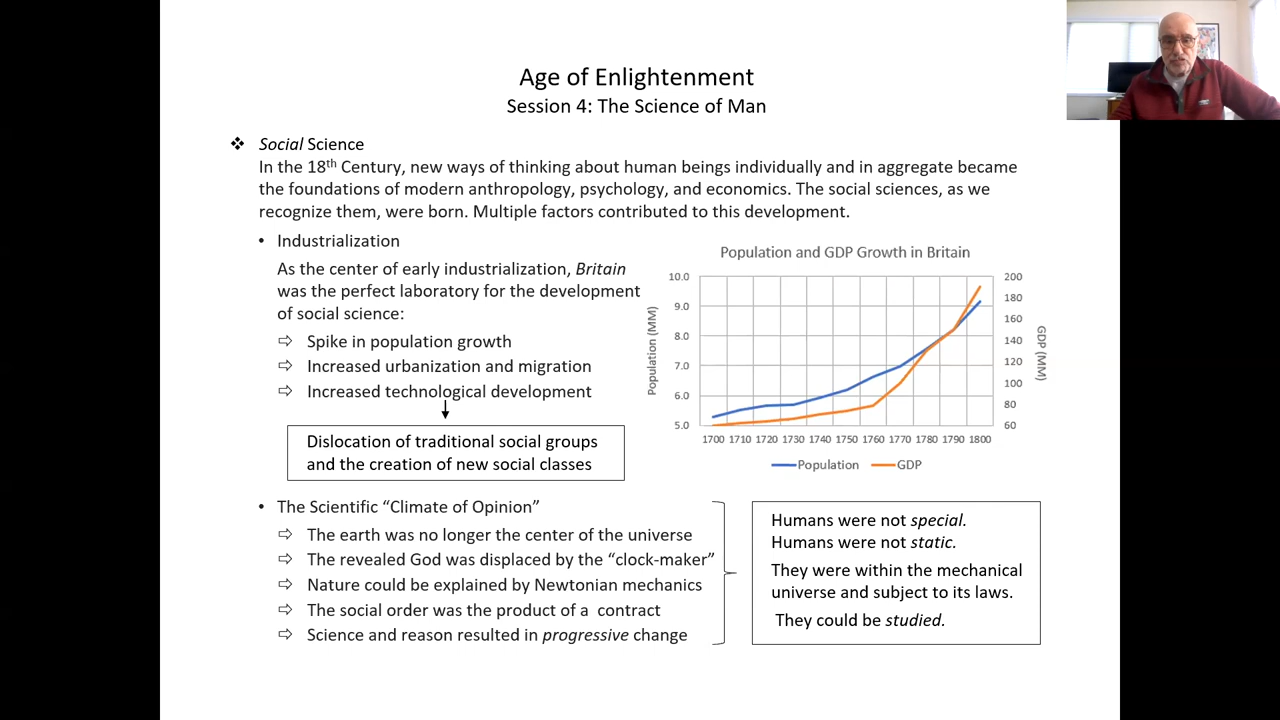 Age of Enlightenment
Session 4: The Science of Man
❖ Social Science
In the 18th Century, new ways of thinking about human beings individually and in aggregate became
the foundations of modern anthropology, psychology, and economics. The social sciences, as we
recognize them, were born. Multiple factors contributed to this development.
• Industrialization
As the center of early industrialization, Britain
was the perfect laboratory for the development
of social science:
⇨ Spike in population growth
⇨ Increased urbanization and migration
⇨ Increased technological development
Dislocation of traditional social groups
and the creation of new social classes
Population and GDP Growth in Britain
Population (MM)
10.0
9.0
8.0
7.0
6.0
5.0
200
180
160
140
120
100
80
60
GDP (MM)
1700 1710 1720 1730 1740 1750 1760 1770 1780 1790 1800
Population GDP
• The Scientific “Climate of Opinion”
⇨ The earth was no longer the center of the universe
⇨ The revealed God was displaced by the “clock-maker”
⇨ Nature could be explained by Newtonian mechanics
⇨ The social order was the product of a contract
⇨ Science and reason resulted in progressive change
Humans were not special.
Humans were not static.
They were within the mechanical
universe and subject to its laws.
They could be studied.